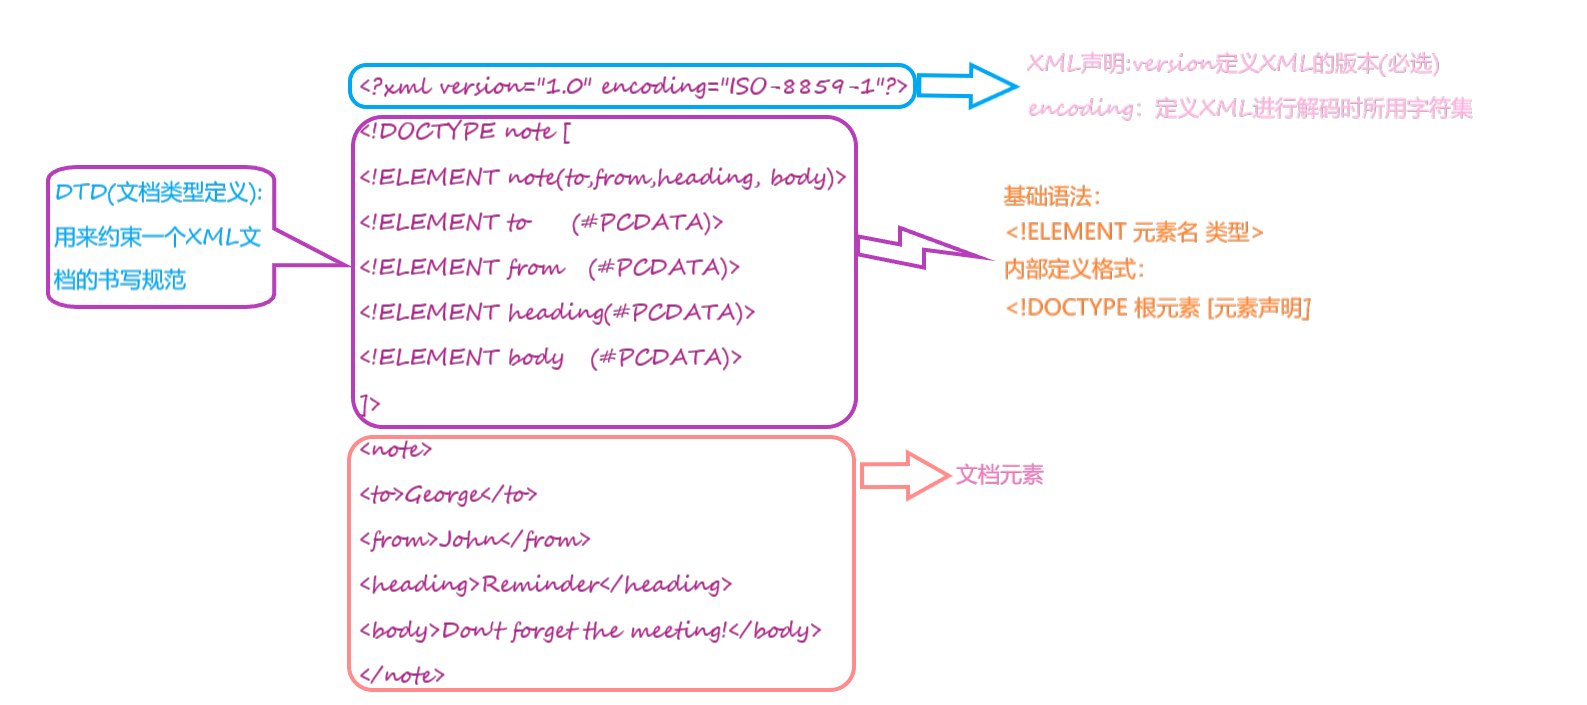 <?xml version="1.0" encoding="ISO-8859-1"?>
XML声明:version定义XML的版本(必选)
encoding：定义XML进行解码时所用字符集
<!DOCTYPE note [
<!ELEMENT note(to,from,heading, body)>
<!ELEMENT to (#PCDATA)>
<!ELEMENT from (#PCDATA)>
<!ELEMENT heading(#PCDATA)>
<!ELEMENT body (#PCDATA)>
]>
DTD(文档类型定义):
用来约束一个XML文
档的书写规范
基础语法：
<!ELEMENT 元素名 类型>
内部定义格式：
<!DOCTYPE 根元素 [元素声明]
<note>
<to>George</to>
<from>John</from>
<heading>Reminder</heading>
<body>Don't forget the meeting!</body>
</note>
文档元素